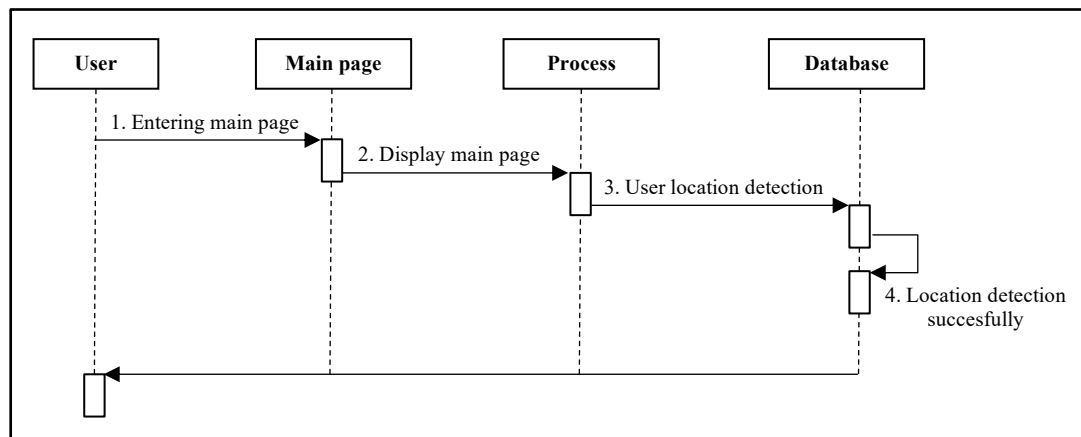 User
Main page
Process
Database
1. Entering main page
2. Display main page
3. User location detection
4. Location detection
succesfully